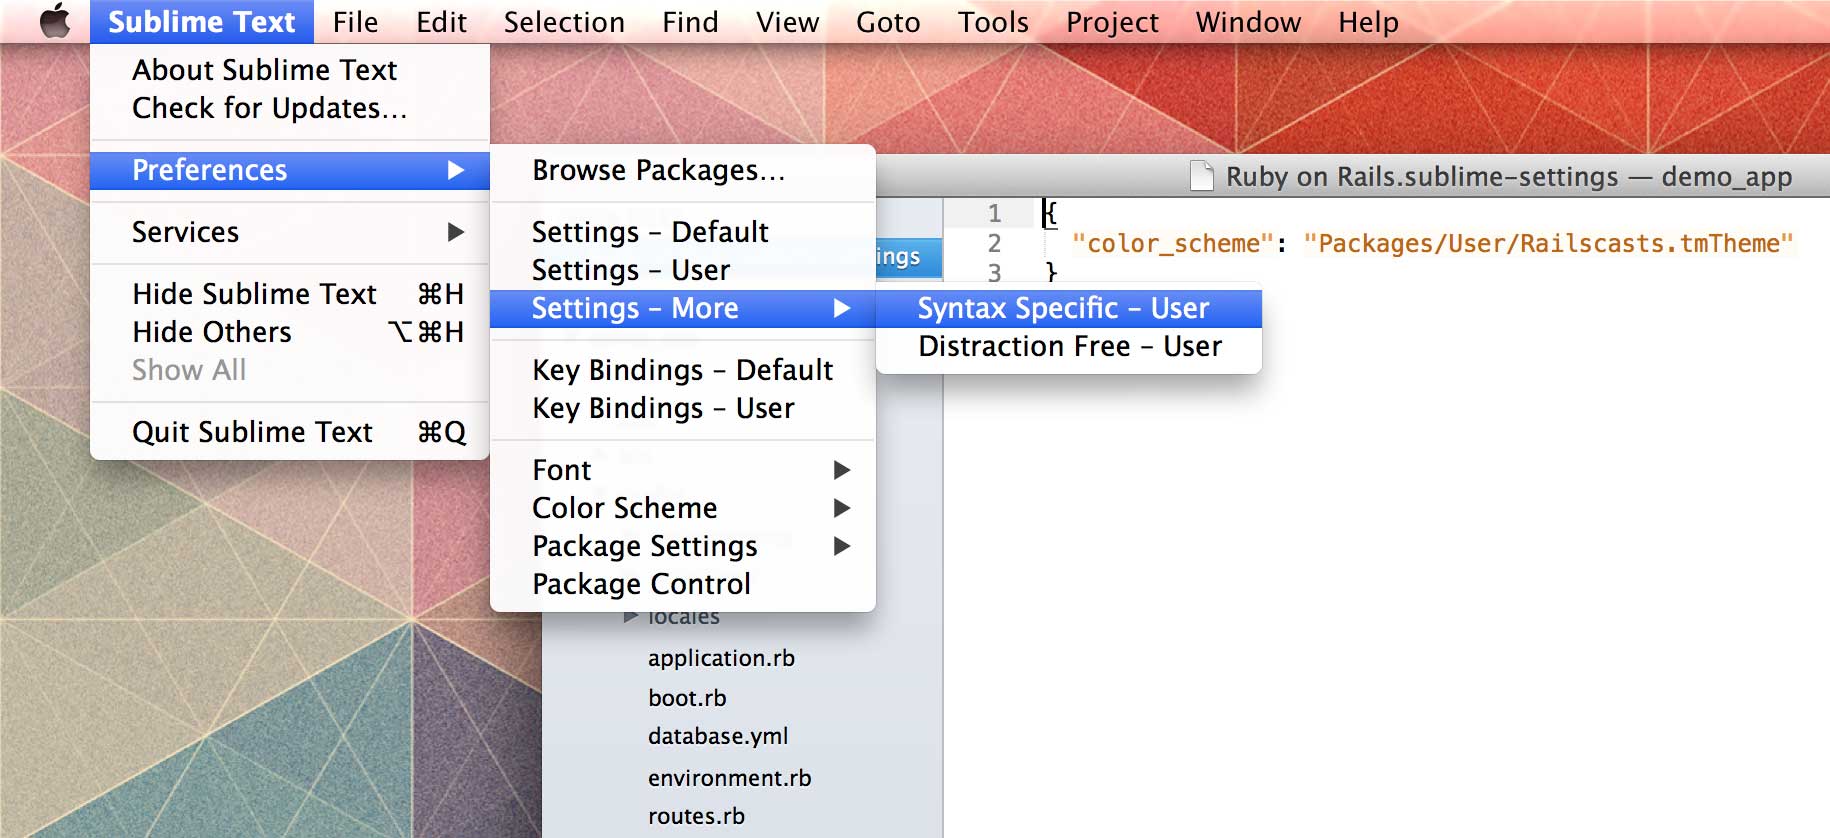 Sublime Text File Edit Selection Find View Goto Tools Project Window Help
About Sublime Text
Check for Updates…
Preferences
Services
Hide Sublime Text ⌘H
Hide Others ⌥⌘H
Show All
Quit Sublime Text ⌘Q
Browse Packages…
Settings – Default
Settings – User
Settings – More
Key Bindings – Default
Key Bindings – User
Font
Color Scheme
Package Settings
Package Control
Syntax Specific – User
Distraction Free – User
Ruby on Rails.sublime-settings — demo_app
1 {
2 "color_scheme": "Packages/User/Railscasts.tmTheme"
3 }
ings
locales
application.rb
boot.rb
database.yml
environment.rb
routes.rb